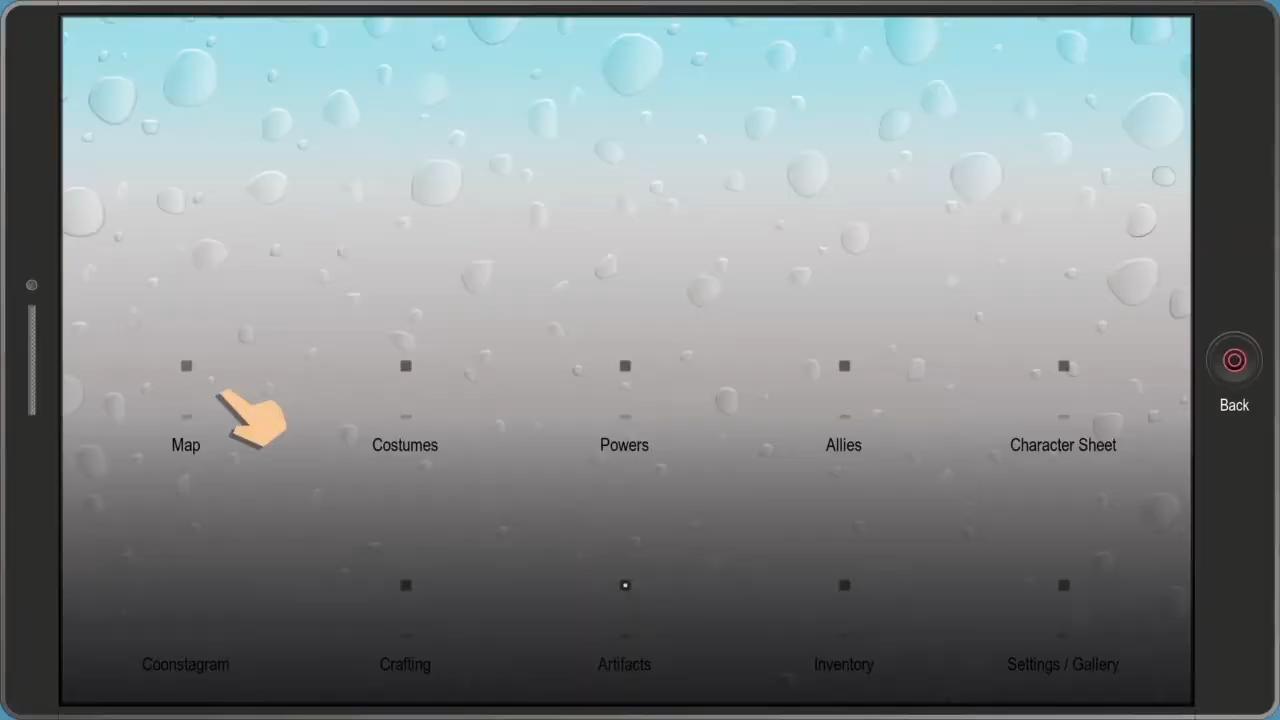 Back
Map Costumes Powers Allies Character Sheet
Coonstagram Crafting Artifacts Inventory Settings / Gallery